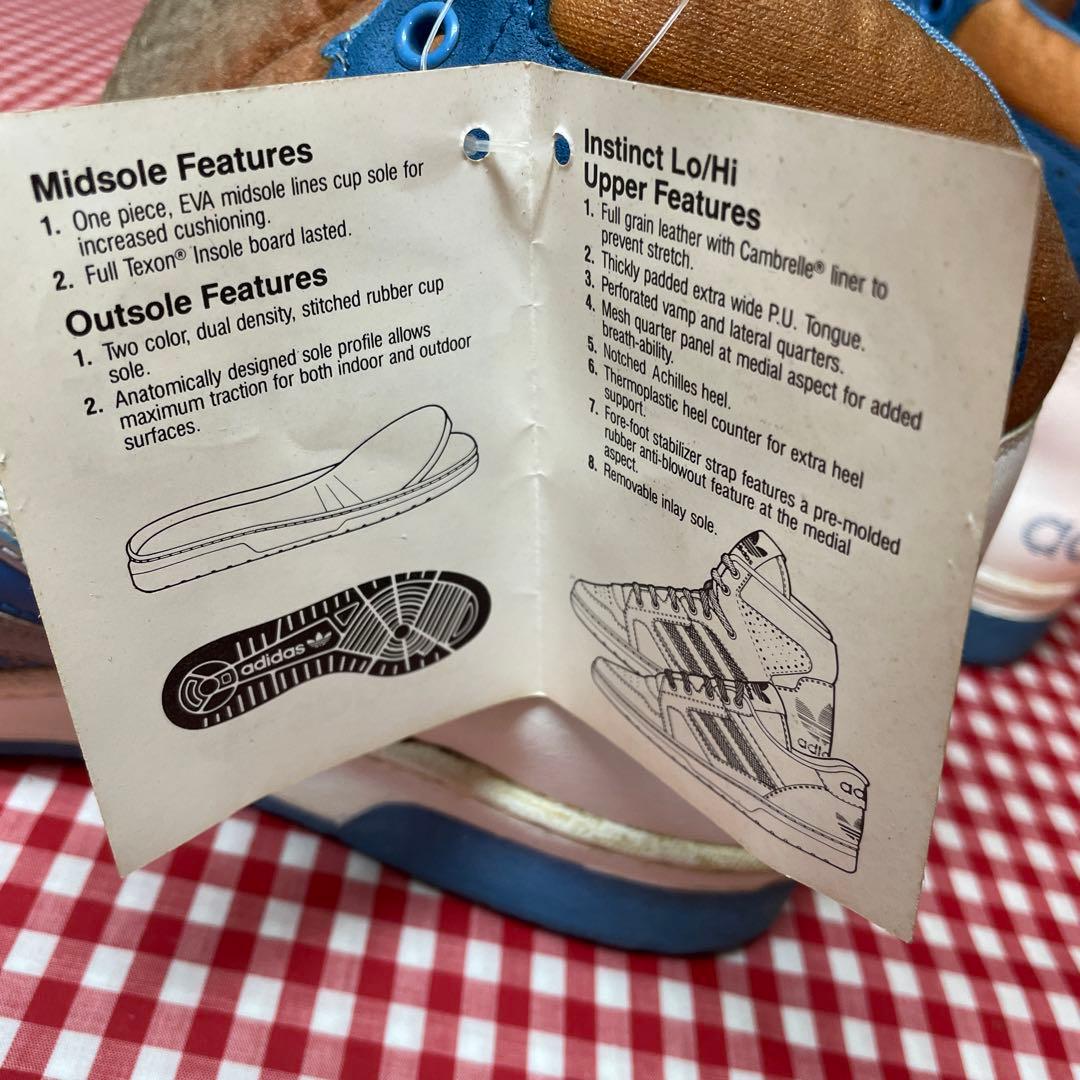 Midsole Features
1. One piece, EVA midsole lines cup sole for
increased cushioning.
2. Full Texon® Insole board lasted.
Outsole Features
1. Two color, dual density, stitched rubber cup
sole.
2. Anatomically designed sole profile allows
maximum traction for both indoor and outdoor
surfaces.
adidas
Instinct Lo/Hi
Upper Features
1. Full grain leather with Cambrelle® liner to
prevent stretch.
2. Thickly padded extra wide P.U. Tongue.
3. Perforated vamp and lateral quarters.
4. Mesh quarter panel at medial aspect for added
breath-ability.
5. Notched Achilles heel.
6. Thermoplastic heel counter for extra heel
support.
7. Fore-foot stabilizer strap features a pre-molded
rubber anti-blowout feature at the medial
aspect.
8. Removable inlay sole.
adid
ad
ad